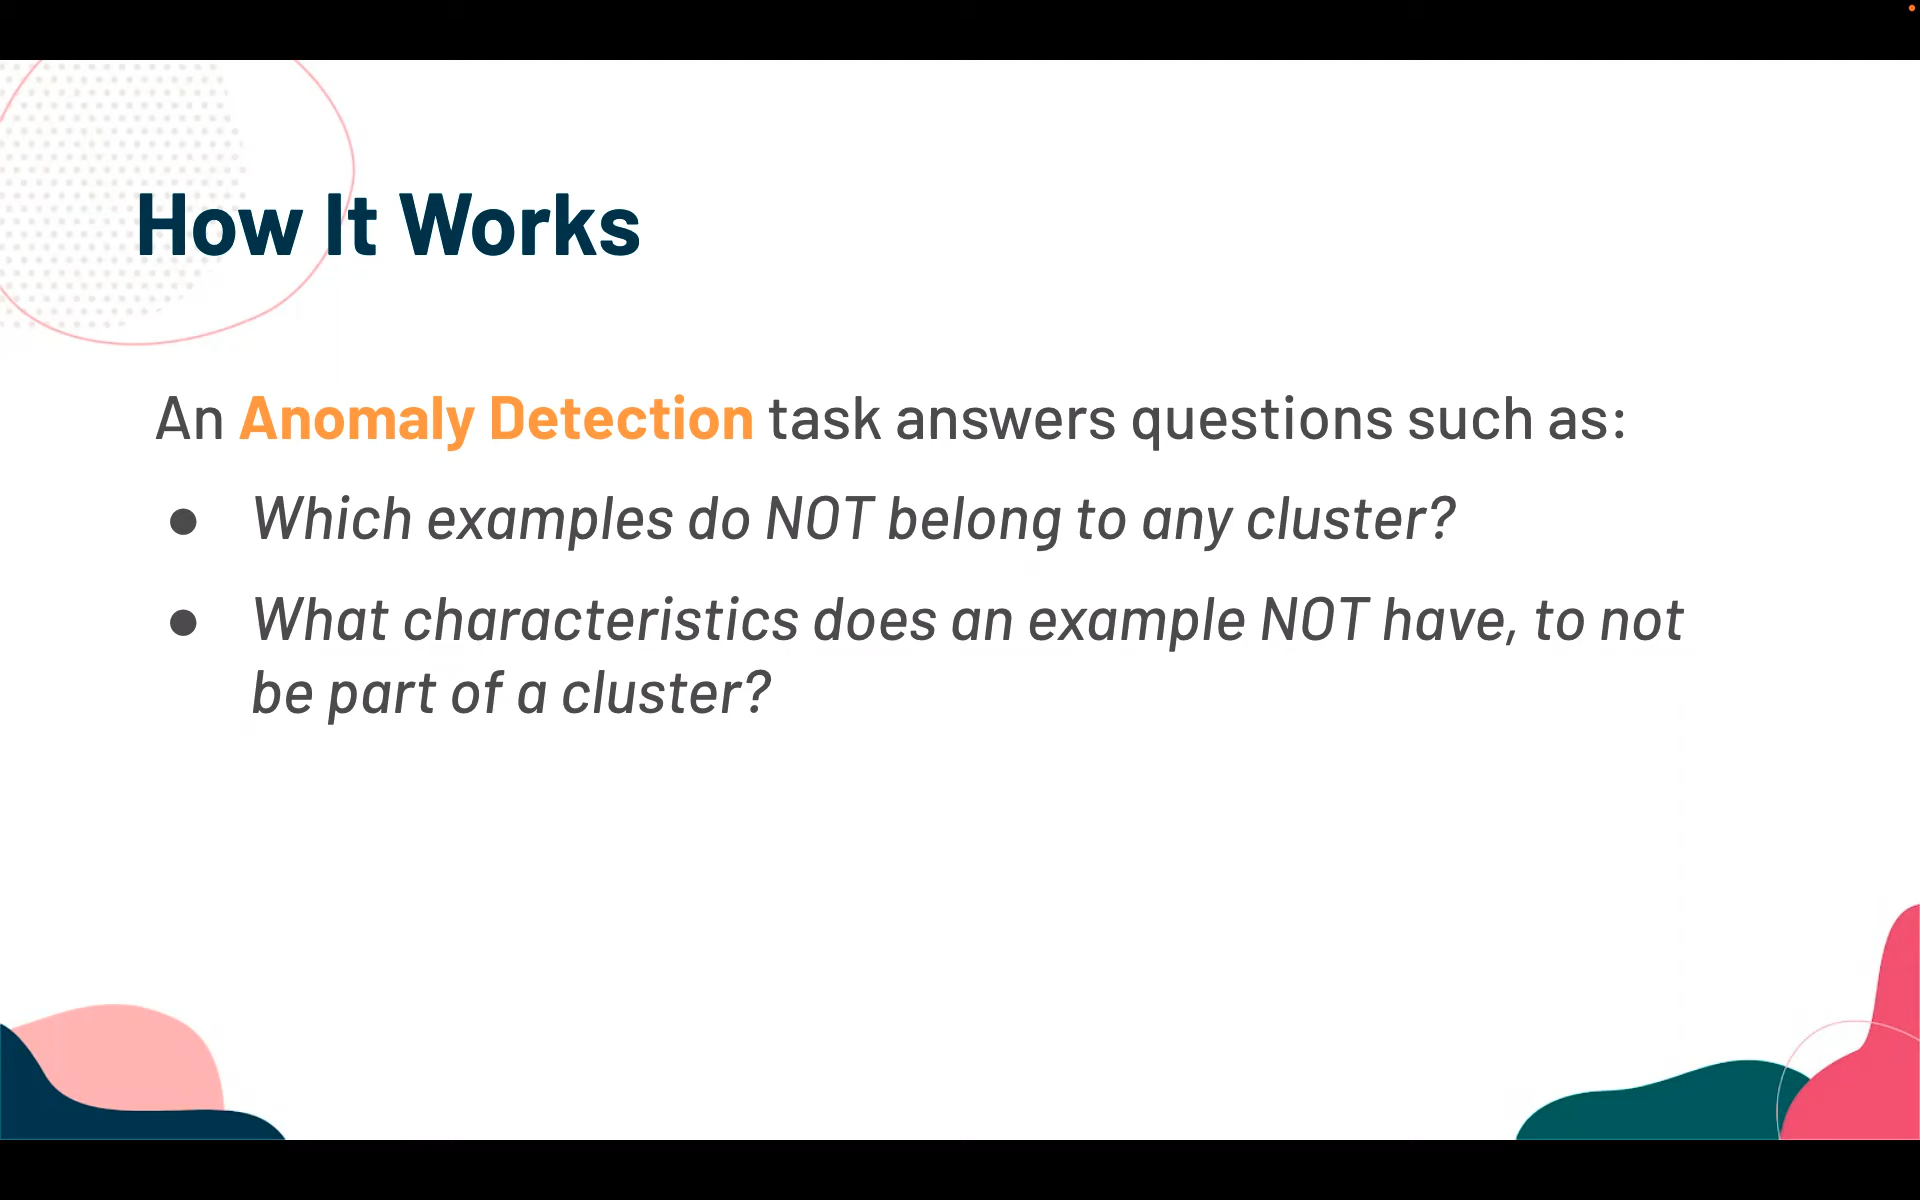 How It Works
An Anomaly Detection task answers questions such as:
● Which examples do NOT belong to any cluster?
● What characteristics does an example NOT have, to not
be part of a cluster?